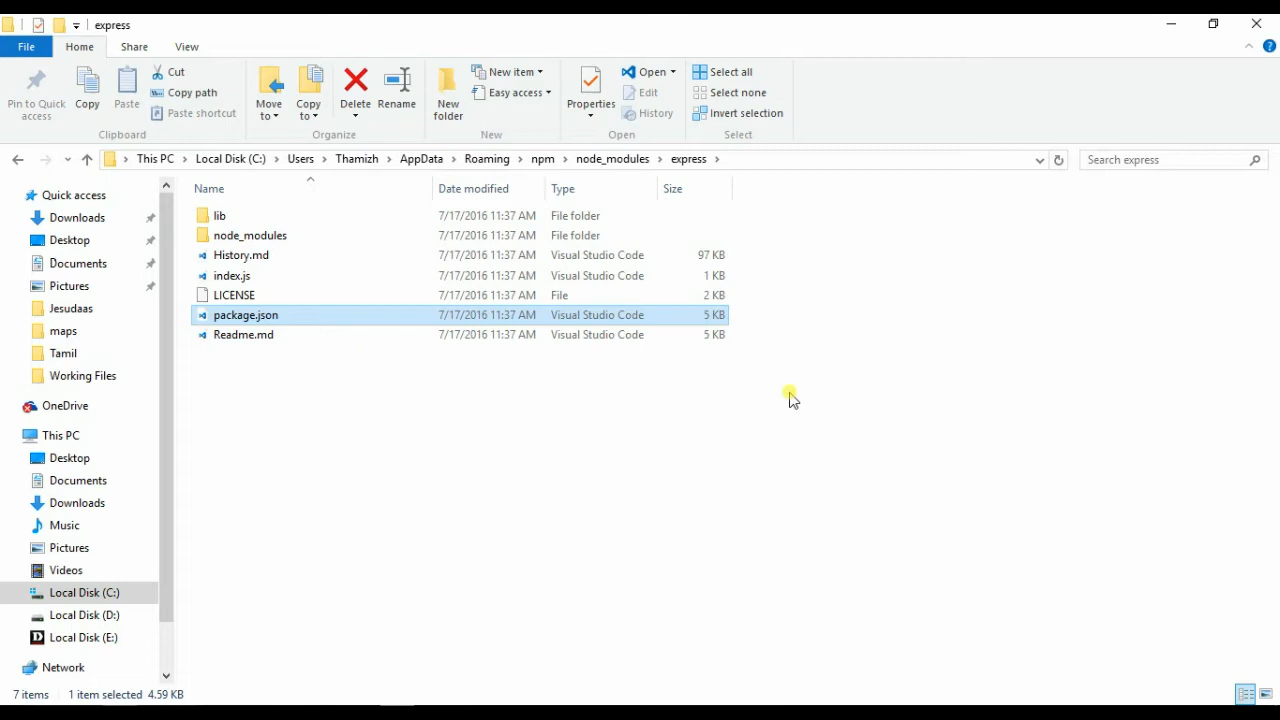 express
File Home Share View
Pin to Quick access
Copy
Paste
Cut
Copy path
Paste shortcut
Clipboard
Move to
Copy to
Delete
Rename
Organize
New folder
New item
Easy access
New
Properties
Open
Edit
History
Open
Select all
Select none
Invert selection
Select
This PC Local Disk (C:) Users Thamizh AppData Roaming npm node_modules express
Search express
Quick access
Downloads
Desktop
Documents
Pictures
Jesudaas
maps
Tamil
Working Files
OneDrive
This PC
Desktop
Documents
Downloads
Music
Pictures
Videos
Local Disk (C:)
Local Disk (D:)
Local Disk (E:)
Network
Name Date modified Type Size
lib 7/17/2016 11:37 AM File folder
node_modules 7/17/2016 11:37 AM File folder
History.md 7/17/2016 11:37 AM Visual Studio Code 97 KB
index.js 7/17/2016 11:37 AM Visual Studio Code 1 KB
LICENSE 7/17/2016 11:37 AM File 2 KB
package.json 7/17/2016 11:37 AM Visual Studio Code 5 KB
Readme.md 7/17/2016 11:37 AM Visual Studio Code 5 KB
7 items 1 item selected 4.59 KB